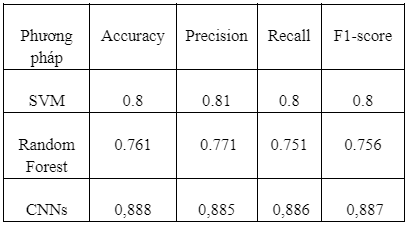 Phương pháp Accuracy Precision Recall F1-score
SVM 0.8 0.81 0.8 0.8
Random Forest 0.761 0.771 0.751 0.756
CNNs 0,888 0,885 0,886 0,887